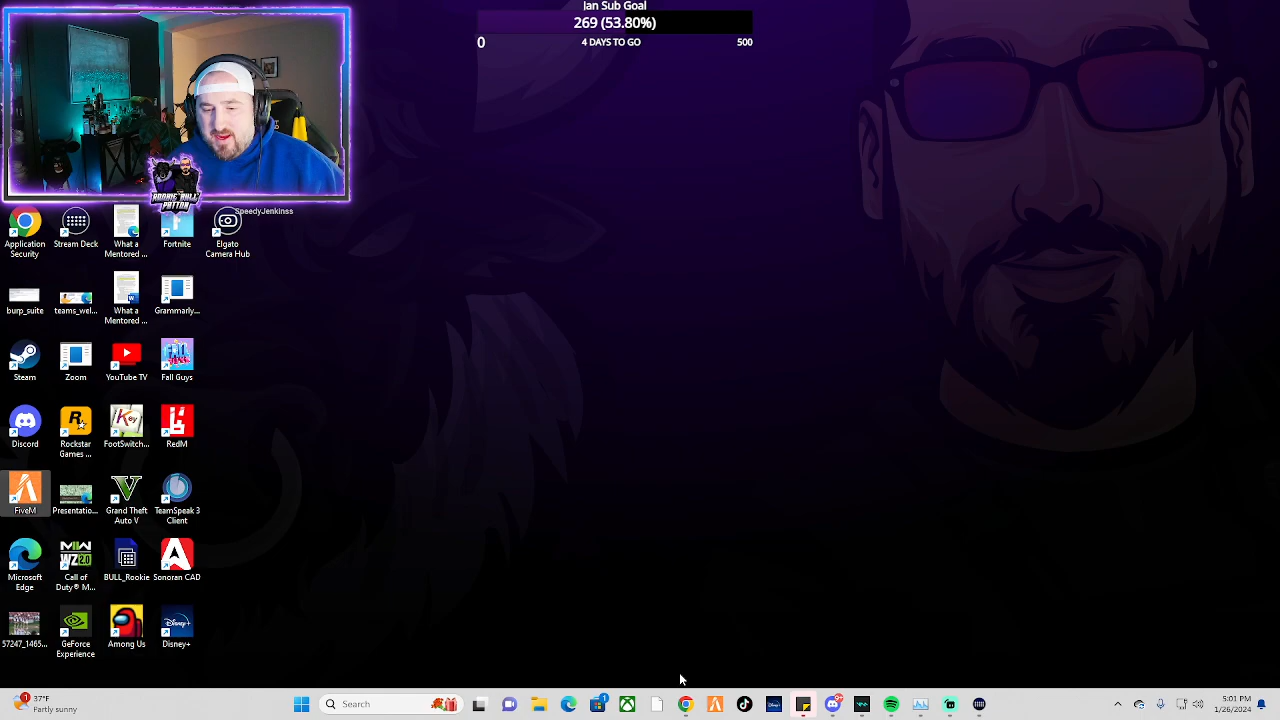 Jan Sub Goal
269 (53.80%)
0
4 DAYS TO GO
500
ROOKIE BULL
PATTON
SpeedyJenkinss
Application
Security
Stream Deck
What a
Mentored ...
Fortnite
Elgato
Camera Hub
burp_suite
teams_wel...
What a
Mentored ...
Grammarly...
Steam
Zoom
YouTube TV
Fall Guys
Discord
Rockstar
Games ...
FootSwitch...
RedM
FiveM
Presentatio...
Grand Theft
Auto V
TeamSpeak 3
Client
Microsoft
Edge
Call of
Duty® M...
BULL_Rookie
Sonoran CAD
57247_1465...
GeForce
Experience
Among Us
Disney+
37°F
Partly sunny
Search
5:01 PM
1/26/2024